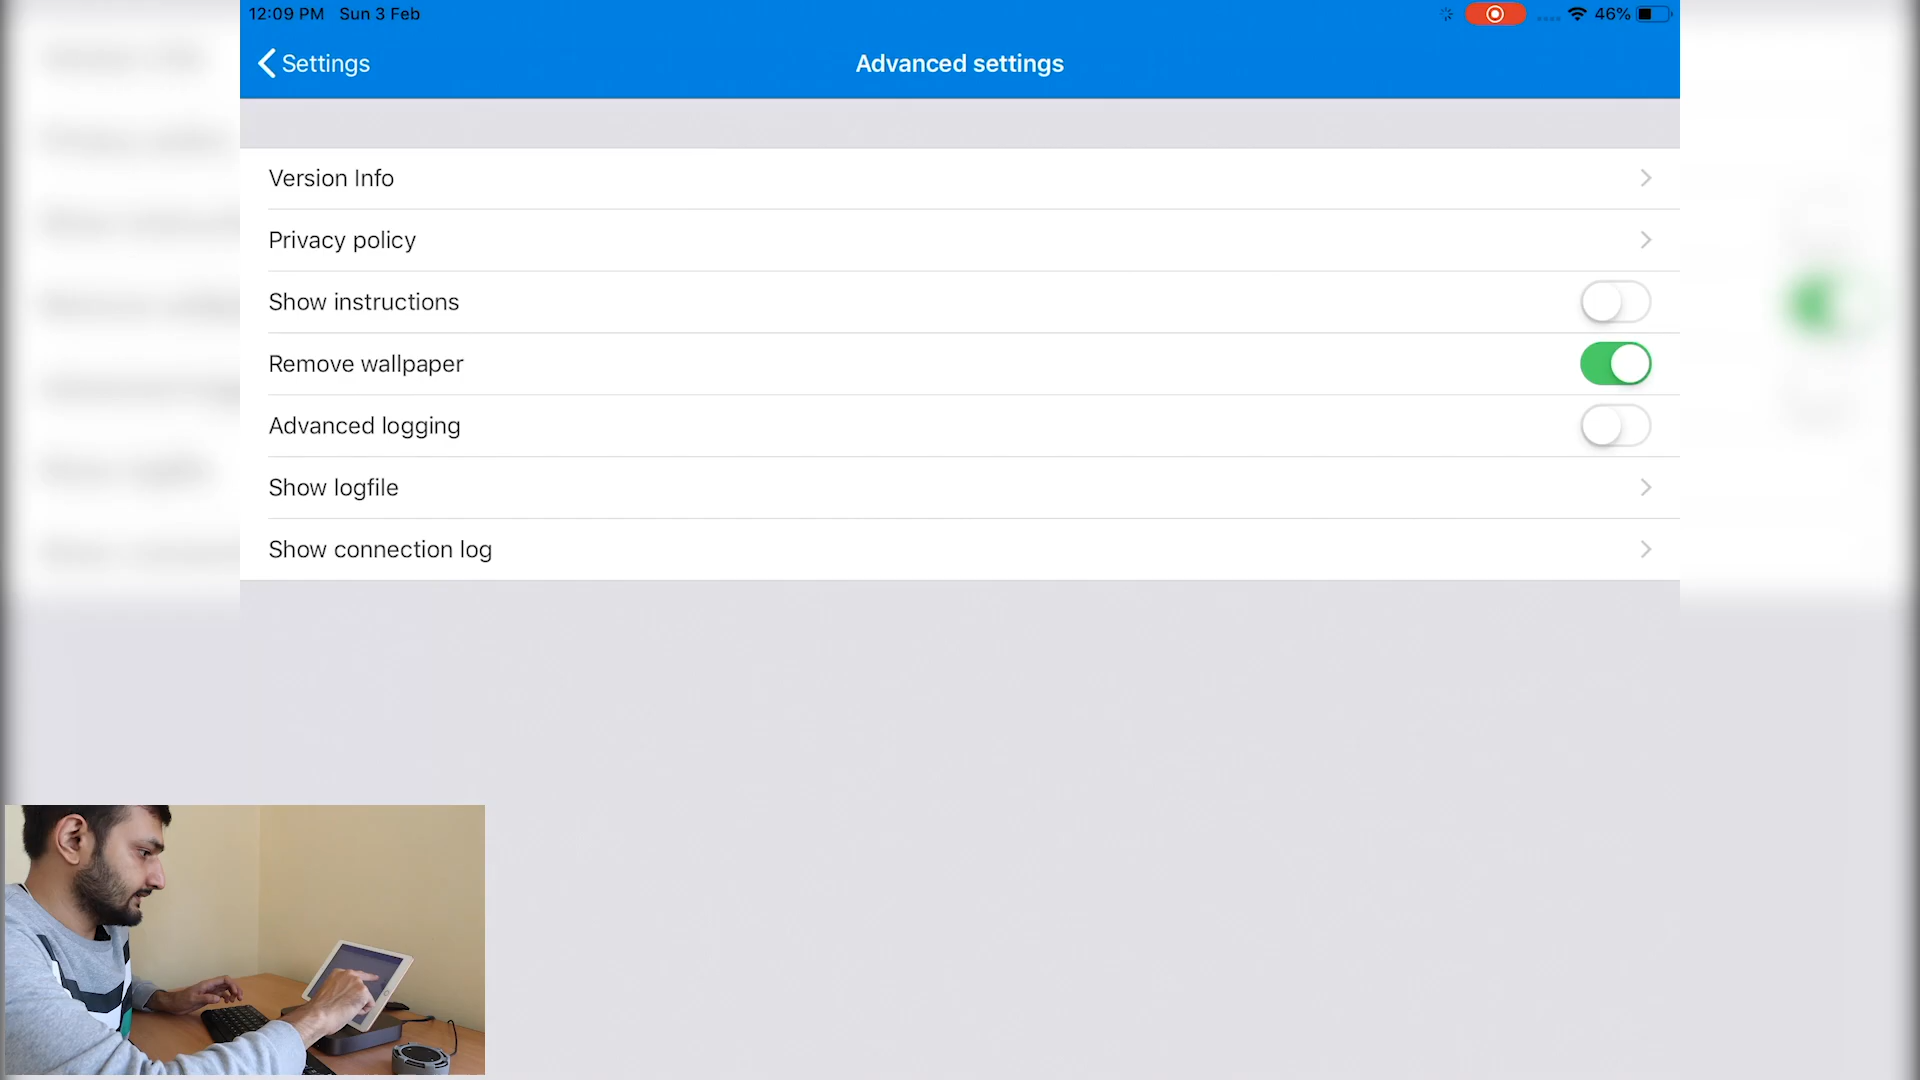 12:09 PM Sun 3 Feb 46%
Settings
Advanced settings
Version Info
Privacy policy
Show instructions
Remove wallpaper
Advanced logging
Show logfile
Show connection log